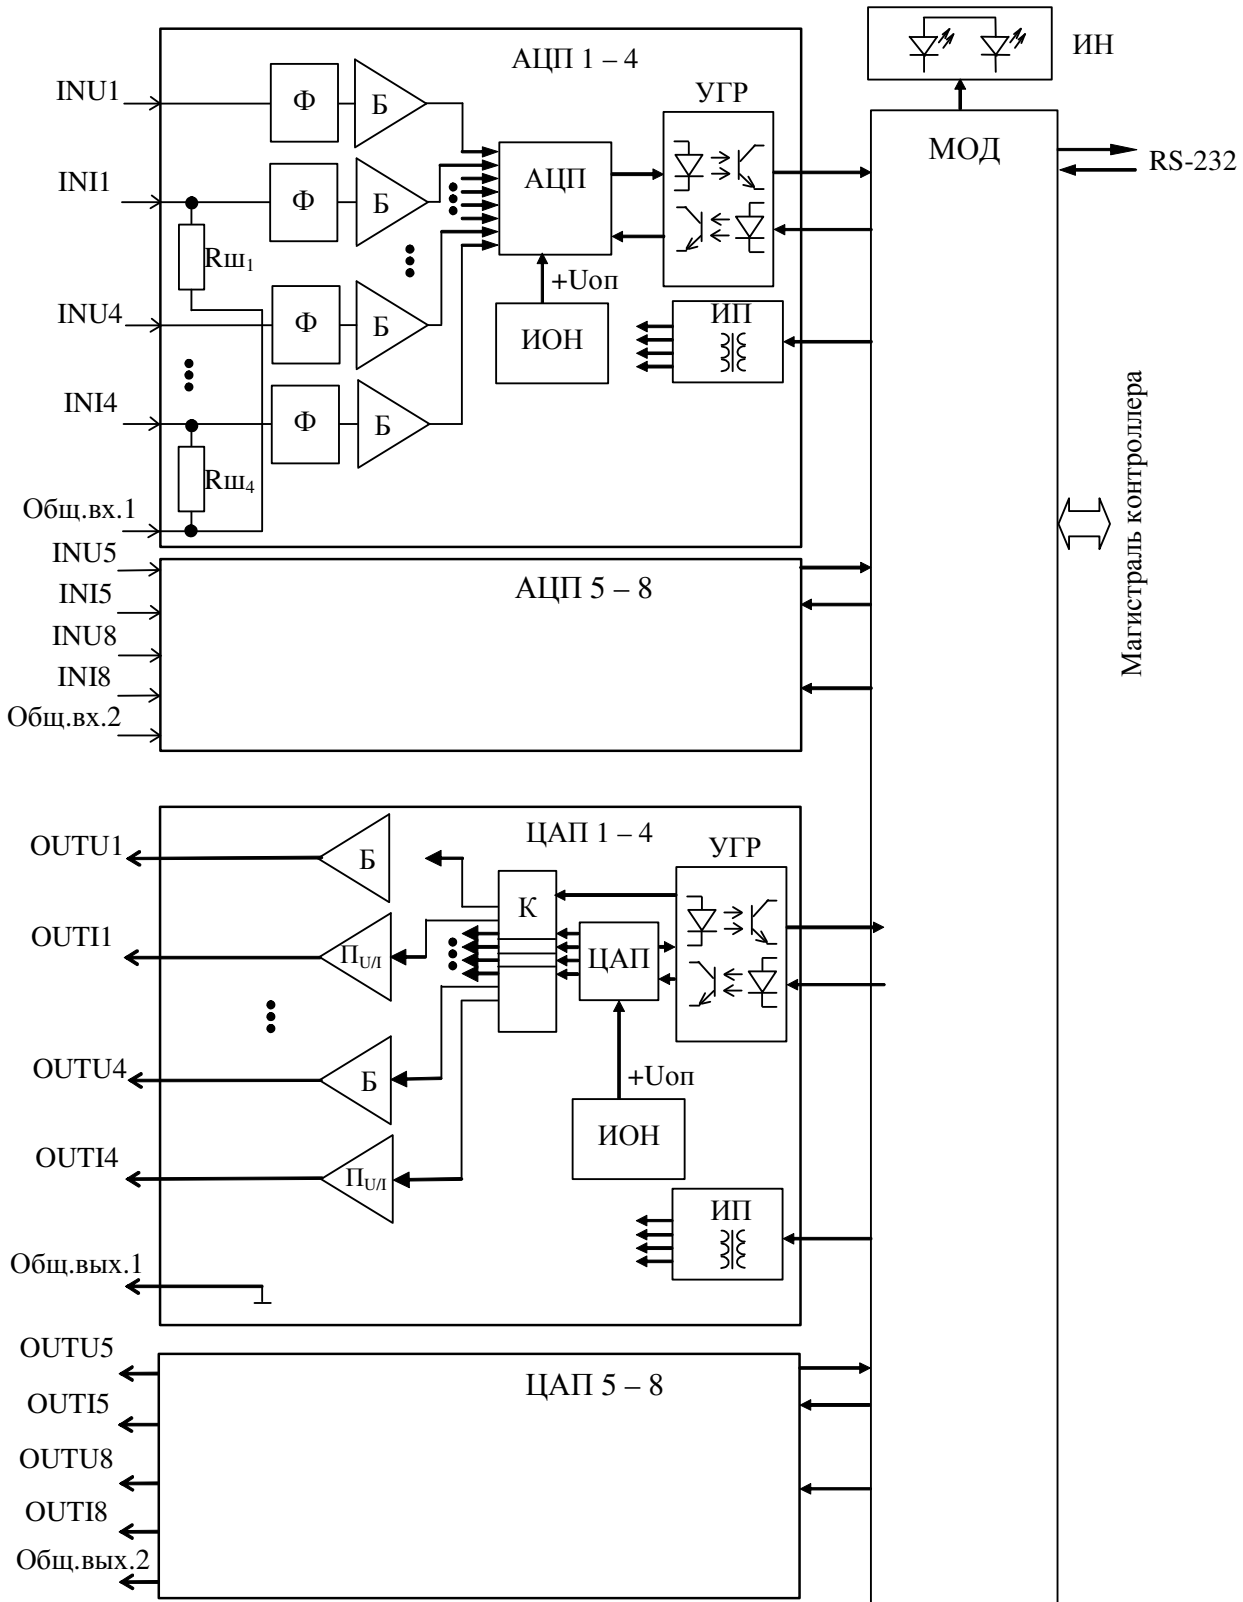 ИН
АЦП 1 – 4
УГР
МОД
RS-232
INU1
Ф
Б
INI1
Ф
Б
АЦП
Rш1
+Uоп
INU4
Ф
Б
ИОН
ИП
INI4
Ф
Б
Rш4
Общ.вх.1
Магистраль контроллера
INU5
АЦП 5 – 8
INI5
INU8
INI8
Общ.вх.2
ЦАП 1 – 4
УГР
OUTU1
Б
К
OUTI1
ПU/I
ЦАП
OUTU4
Б
+Uоп
ИОН
OUTI4
ПU/I
ИП
Общ.вых.1
OUTU5
ЦАП 5 – 8
OUTI5
OUTU8
OUTI8
Общ.вых.2